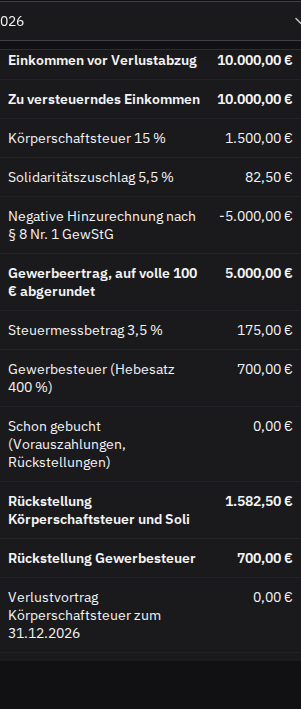 026
Einkommen vor Verlustabzug 10.000,00 €
Zu versteuerndes Einkommen 10.000,00 €
Körperschaftsteuer 15 % 1.500,00 €
Solidaritätszuschlag 5,5 % 82,50 €
Negative Hinzurechnung nach -5.000,00 €
§ 8 Nr. 1 GewStG
Gewerbeertrag, auf volle 100 5.000,00 €
€ abgerundet
Steuermessbetrag 3,5 % 175,00 €
Gewerbesteuer (Hebesatz 700,00 €
400 %)
Schon gebucht 0,00 €
(Vorauszahlungen,
Rückstellungen)
Rückstellung 1.582,50 €
Körperschaftsteuer und Soli
Rückstellung Gewerbesteuer 700,00 €
Verlustvortrag 0,00 €
Körperschaftsteuer zum
31.12.2026